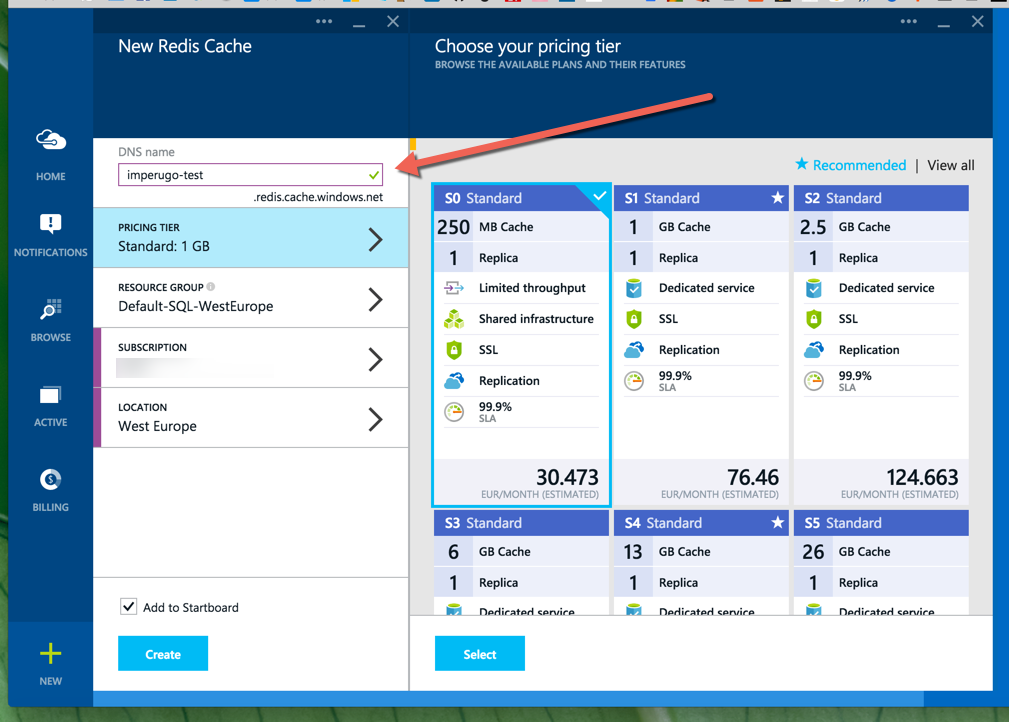 New Redis Cache
Choose your pricing tier
BROWSE THE AVAILABLE PLANS AND THEIR FEATURES
HOME
NOTIFICATIONS
BROWSE
ACTIVE
BILLING
NEW
DNS name
imperugo-test
.redis.cache.windows.net
PRICING TIER
Standard: 1 GB
RESOURCE GROUP
Default-SQL-WestEurope
SUBSCRIPTION
LOCATION
West Europe
Add to Startboard
Create
Recommended | View all
S0 Standard
250 MB Cache
1 Replica
Limited throughput
Shared infrastructure
SSL
Replication
99.9%
SLA
30.473
EUR/MONTH (ESTIMATED)
S1 Standard
1 GB Cache
1 Replica
Dedicated service
SSL
Replication
99.9%
SLA
76.46
EUR/MONTH (ESTIMATED)
S2 Standard
2.5 GB Cache
1 Replica
Dedicated service
SSL
Replication
99.9%
SLA
124.663
EUR/MONTH (ESTIMATED)
S3 Standard
6 GB Cache
1 Replica
Dedicated service
S4 Standard
13 GB Cache
1 Replica
Dedicated service
S5 Standard
26 GB Cache
1 Replica
Dedicated service
Select